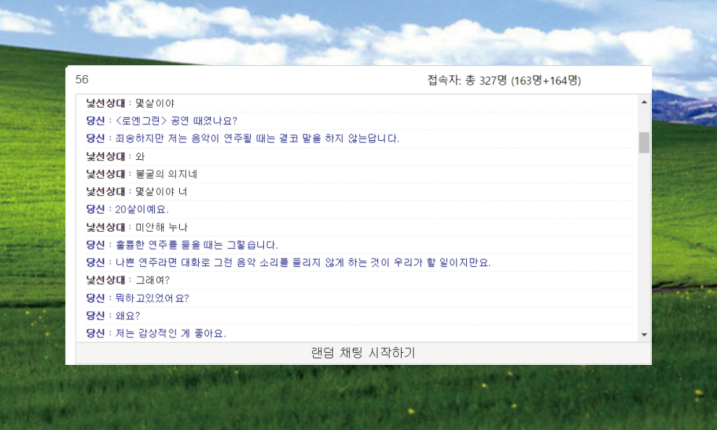 56
접속자: 총 327명 (163명+164명)
낯선상대 : 몇살이야
당신 : <로엔그린> 공연 때였나요?
당신 : 죄송하지만 저는 음악이 연주될 때는 결코 말을 하지 않는답니다.
낯선상대 : 와
낯선상대 : 불굴의 의지네
낯선상대 : 몇살이야 너
당신 : 20살이예요.
낯선상대 : 미안해 누나
당신 : 훌륭한 연주를 들을 때는 그렇습니다.
당신 : 나쁜 연주라면 대화로 그런 음악 소리를 들리지 않게 하는 것이 우리가 할 일이지만요.
낯선상대 : 그래여?
당신 : 뭐하고있었어요?
당신 : 왜요?
당신 : 저는 감상적인 게 좋아요.
랜덤 채팅 시작하기